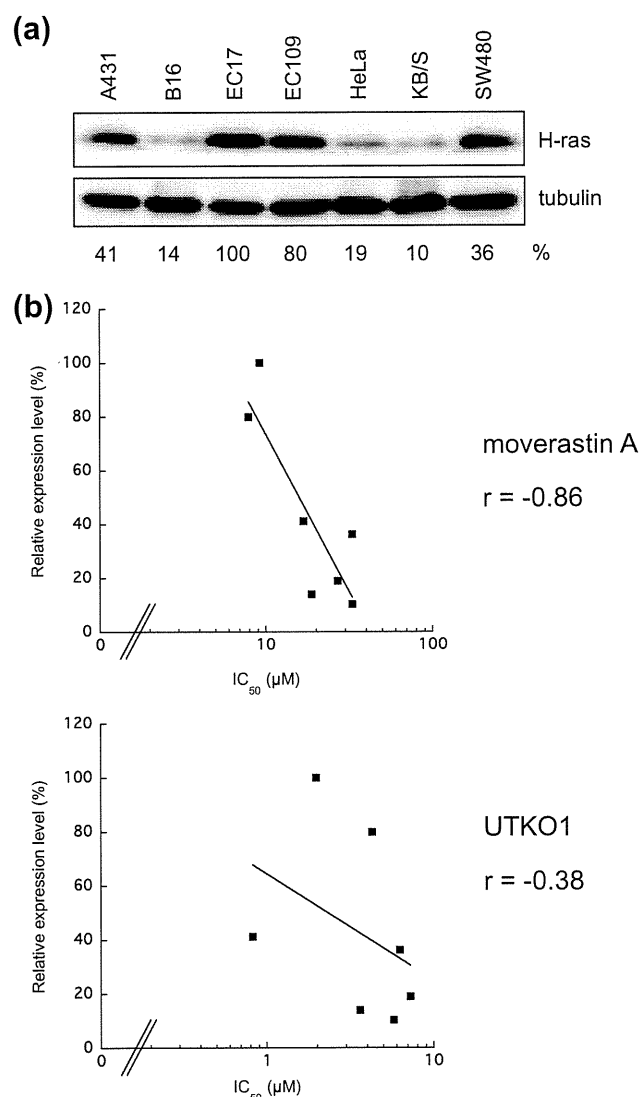 (a)
A431 B16 EC17 EC109 HeLa KB/S SW480
H-ras
tubulin
41 14 100 80 19 10 36 %
(b)
120
100
80
60
40
20
0
Relative expression level (%)
0 10 100
IC50 (µM)
moverastin A
r = -0.86
120
100
80
60
40
20
0
Relative expression level (%)
0 1 10
IC50 (µM)
UTKO1
r = -0.38